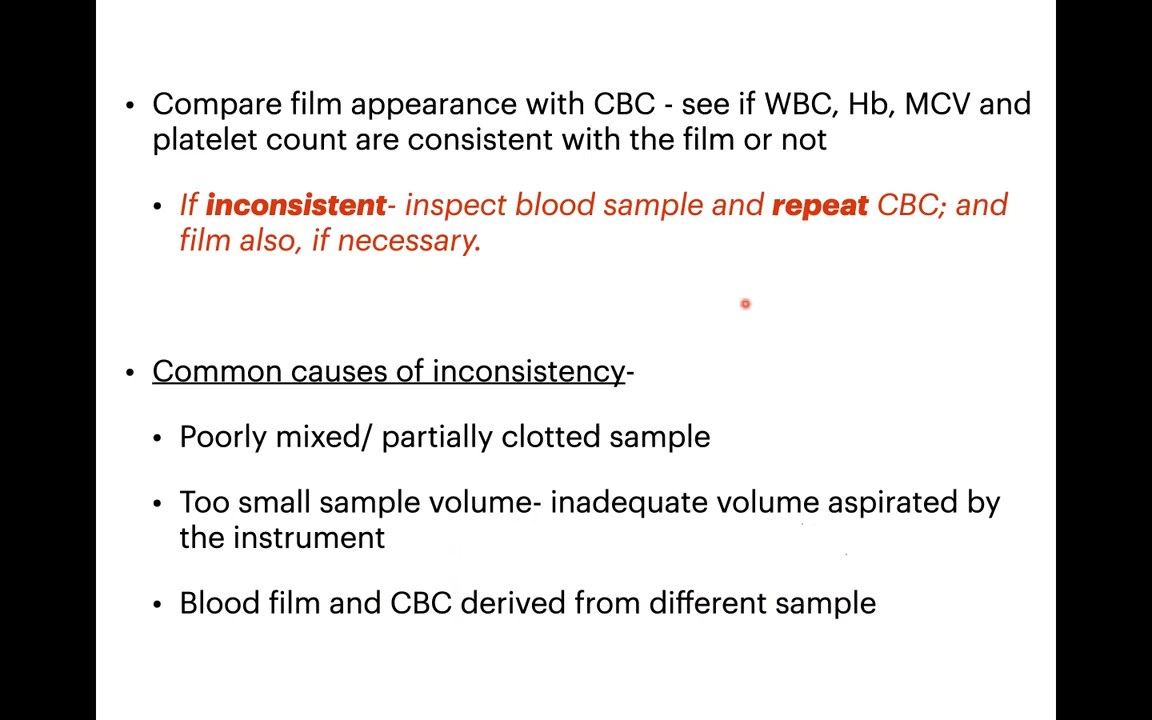 • Compare film appearance with CBC - see if WBC, Hb, MCV and
platelet count are consistent with the film or not
• If inconsistent- inspect blood sample and repeat CBC; and
film also, if necessary.
• Common causes of inconsistency-
• Poorly mixed/ partially clotted sample
• Too small sample volume- inadequate volume aspirated by
the instrument
• Blood film and CBC derived from different sample